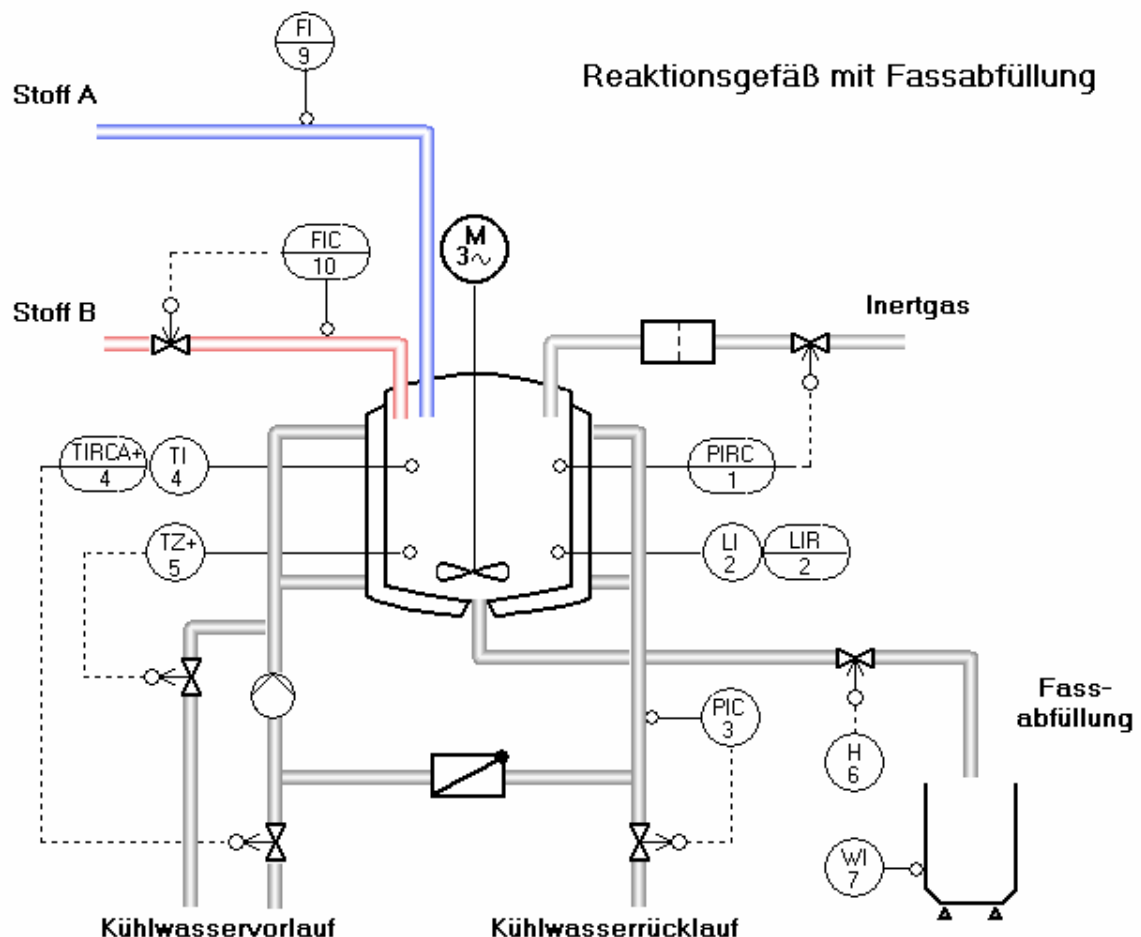 FI
9
Reaktionsgefäß mit Fassabfüllung
Stoff A
FIC
10
M
3∿
Stoff B
Inertgas
TIRCA+
4
TI
4
PIRC
1
TZ+
5
LI
2
LIR
2
PIC
3
Fass-
abfüllung
H
6
WI
7
Kühlwasservorlauf
Kühlwasserrücklauf